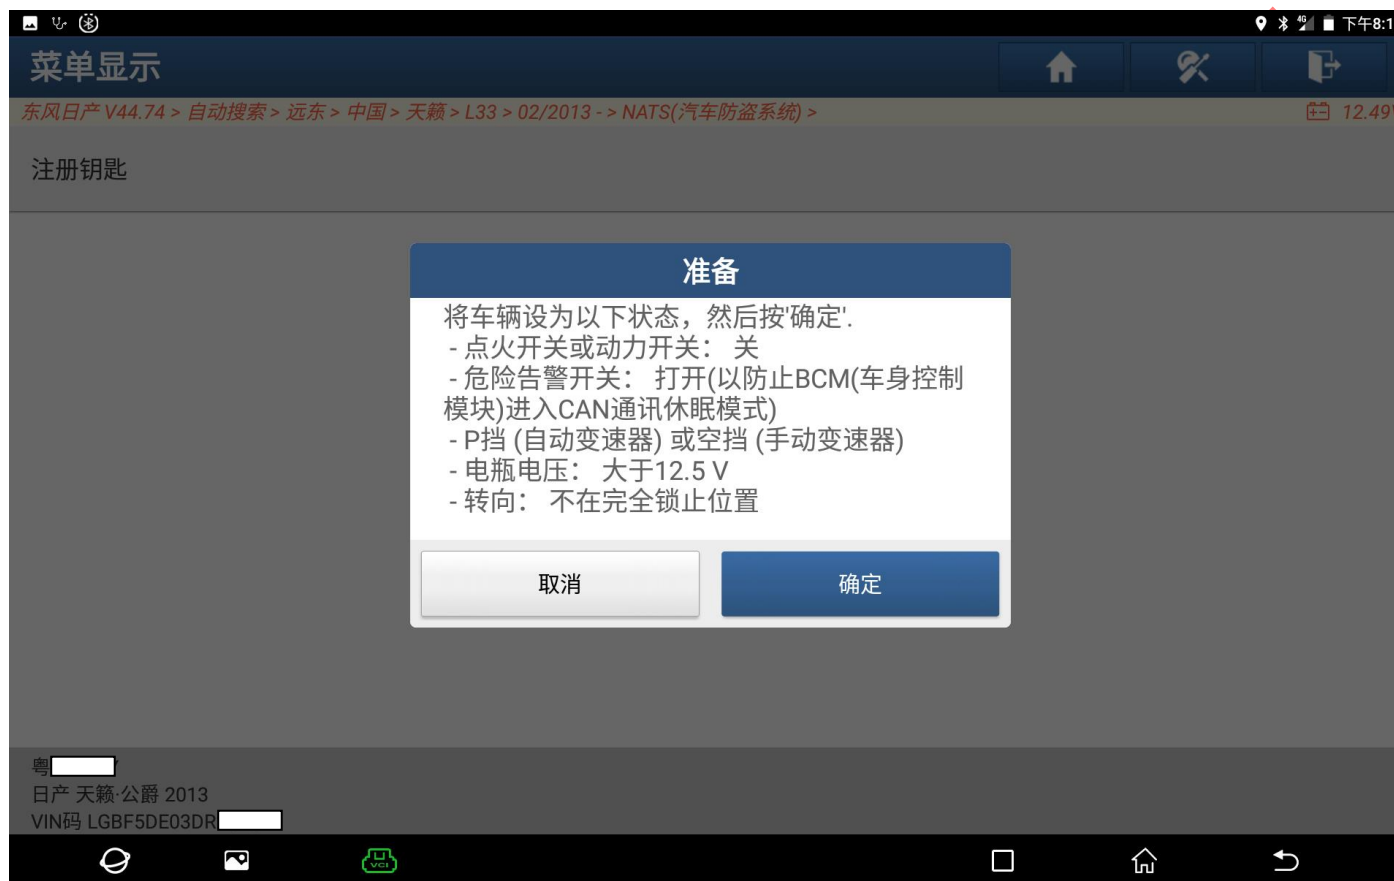 下午8:1
菜单显示
东风日产 V44.74 > 自动搜索 > 远东 > 中国 > 天籁 > L33 > 02/2013 - > NATS(汽车防盗系统) >
12.49
注册钥匙
准备
将车辆设为以下状态，然后按'确定'.
- 点火开关或动力开关： 关
- 危险告警开关： 打开(以防止BCM(车身控制
模块)进入CAN通讯休眠模式)
- P挡 (自动变速器) 或空挡 (手动变速器)
- 电瓶电压： 大于12.5 V
- 转向： 不在完全锁止位置
取消
确定
粤
日产 天籁·公爵 2013
VIN码 LGBF5DE03DR
VCI